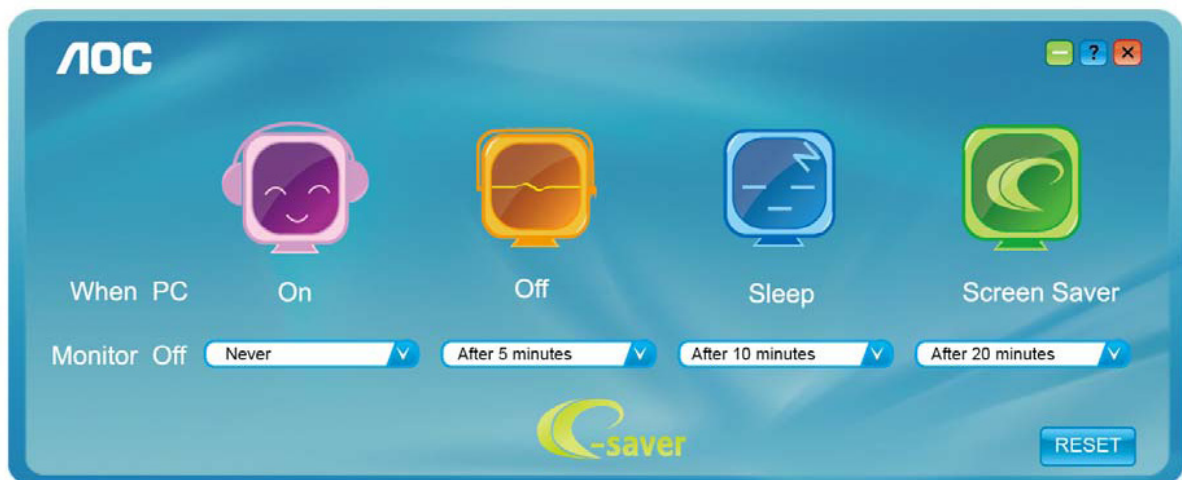 AOC
?
When PC On Off Sleep Screen Saver
Monitor Off Never After 5 minutes After 10 minutes After 20 minutes
e-saver
RESET